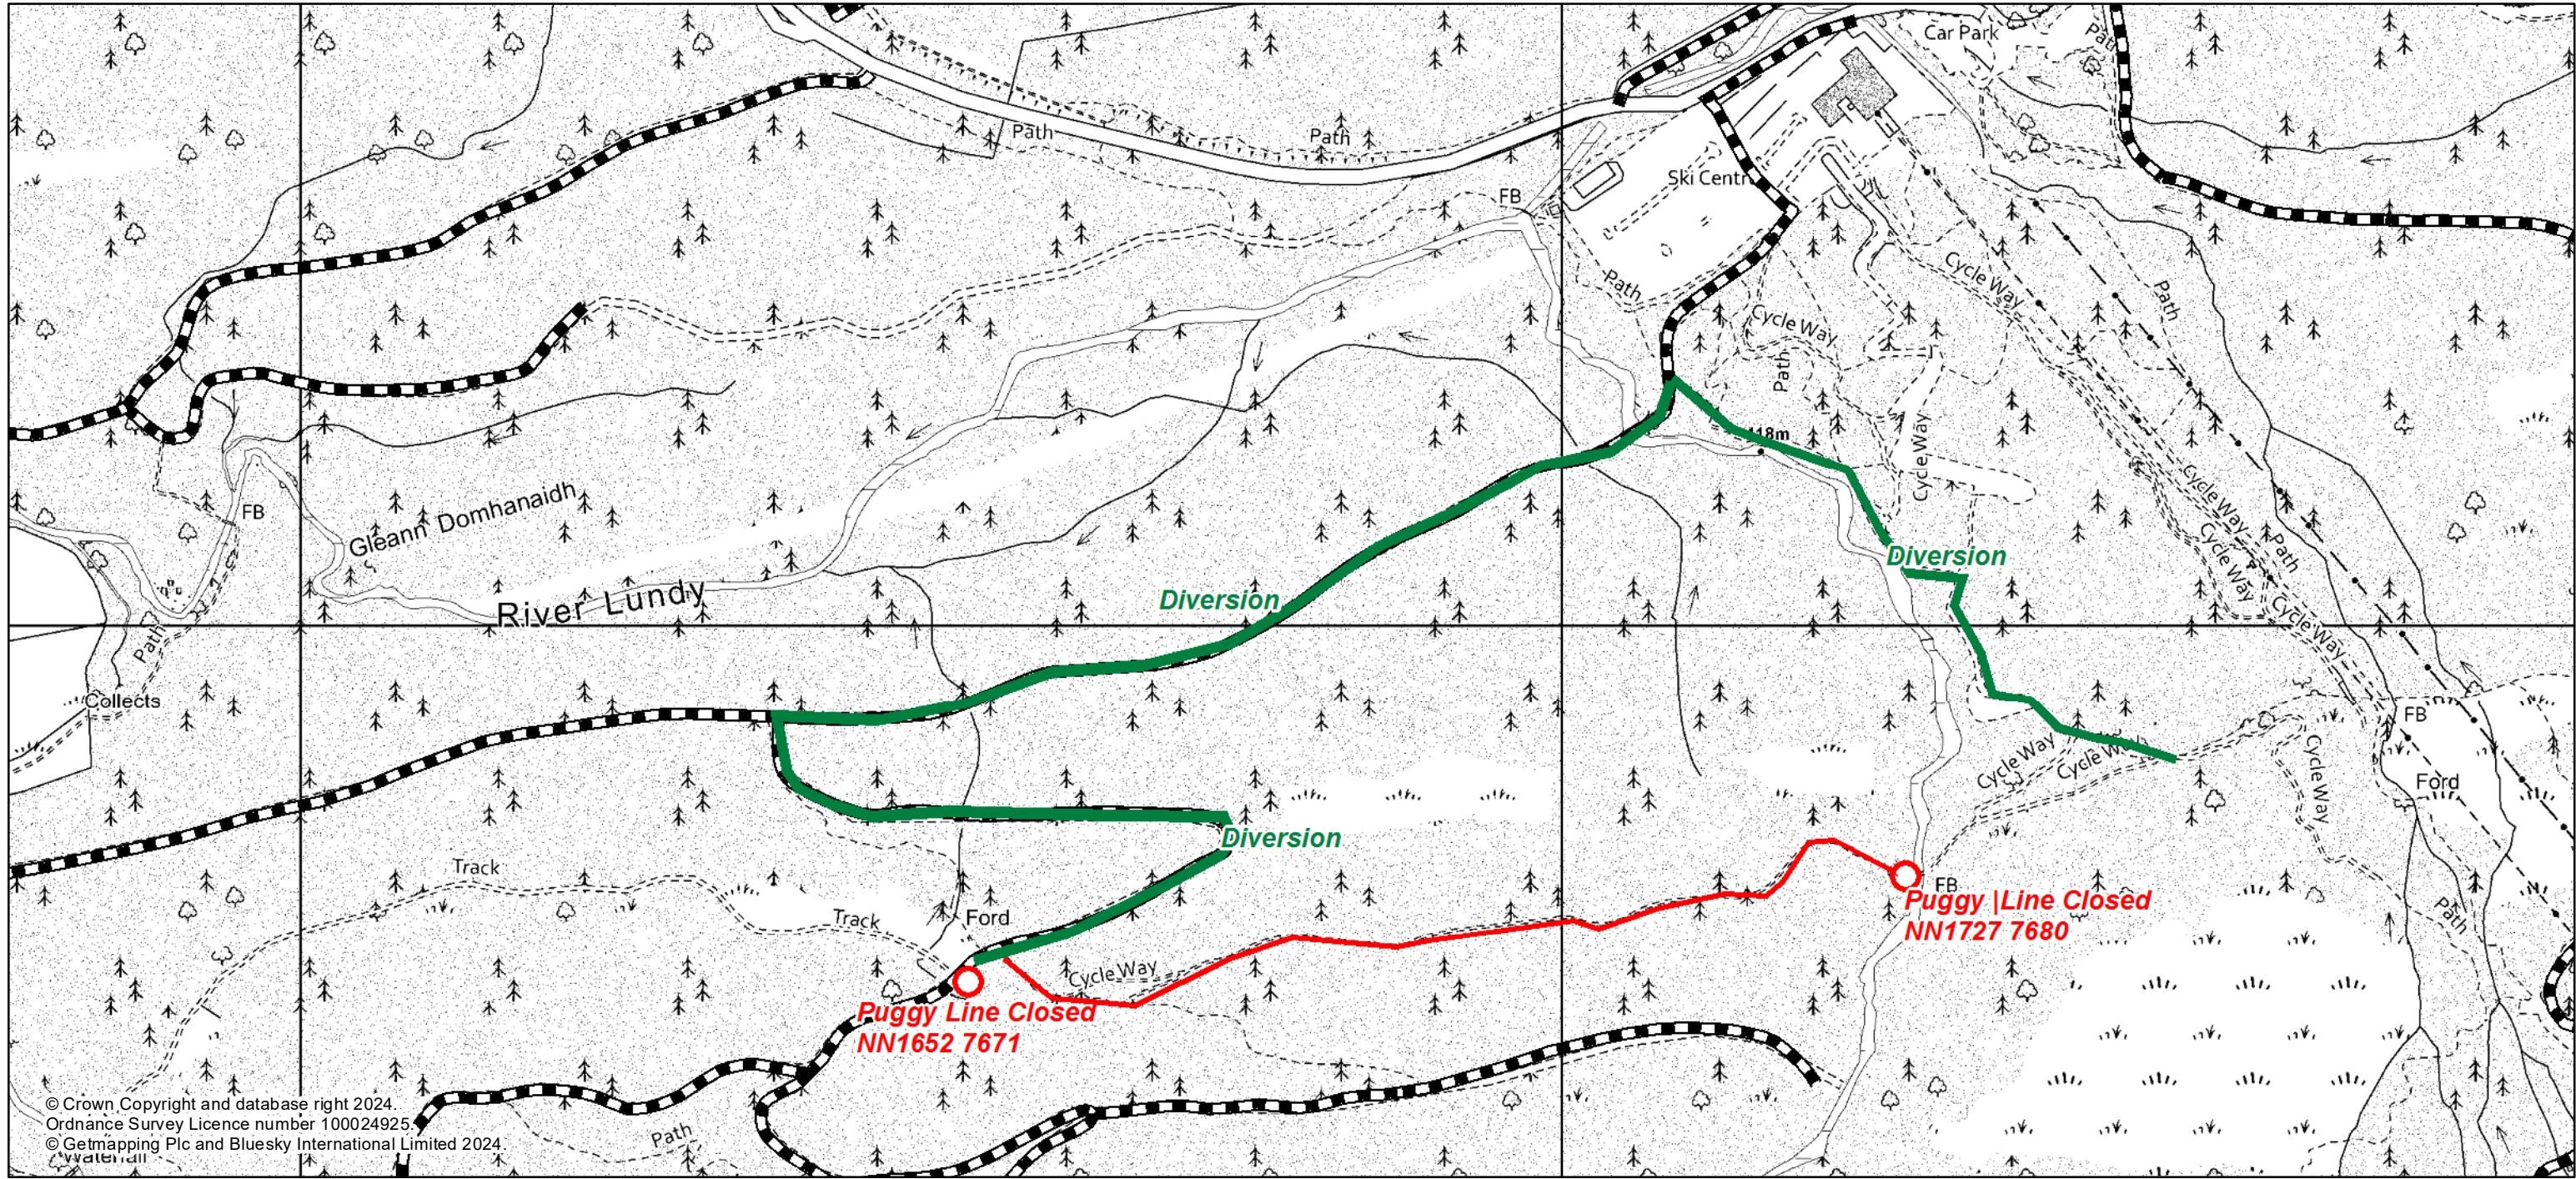 Car Park
Path
Path
Path
Ski Centr
FB
Path
Cycle Way
Path
Cycle Way
Path
118m
Cycle Way
Cycle Way
Path
Cycle Way
Cycle Way
FB
Gleann Domhanaidh
River Lundy
Diversion
Diversion
Path
Collects
FB
Cycle Way
Cycle Way
Cycle Way
Ford
Diversion
Track
Track
Ford
FB
Path
Puggy |Line Closed
NN1727 7680
Cycle Way
Puggy Line Closed
NN1652 7671
Path
© Crown Copyright and database right 2024.
Ordnance Survey Licence number 100024925.
© Getmapping Plc and Bluesky International Limited 2024.
Waterfall